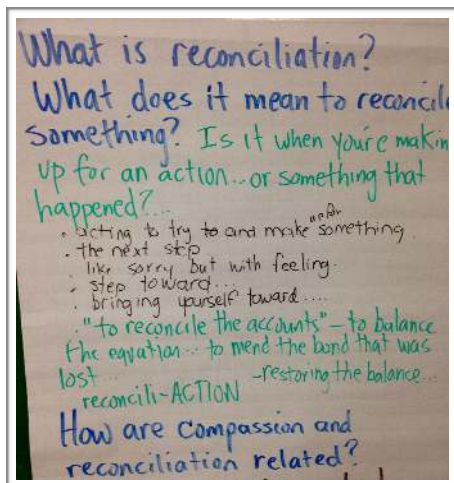 What is reconciliation?
What does it mean to reconcile
something? Is it when you're makin
up for an action... or something that
happened?...
. acting to try to and make up for something.
. the next step
. like sorry but with feeling.
. step toward...
. bringing yourself toward....
. "to reconcile the accounts" - to balance
the equation... to mend the bond that was
lost... - restoring the balance...
reconcili-ACTION
How are compassion and
reconciliation related?